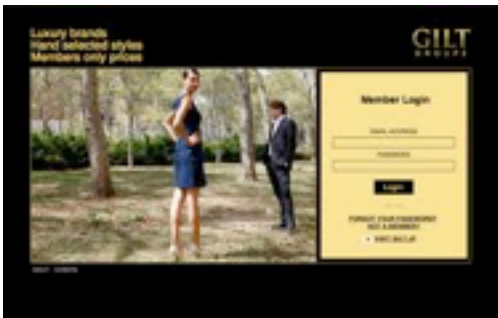 Luxury brands
Hand selected styles
Members only prices
GILT
GROUPE
Member Login
EMAIL ADDRESS
PASSWORD
Login
FORGOT YOUR PASSWORD?
NOT A MEMBER?